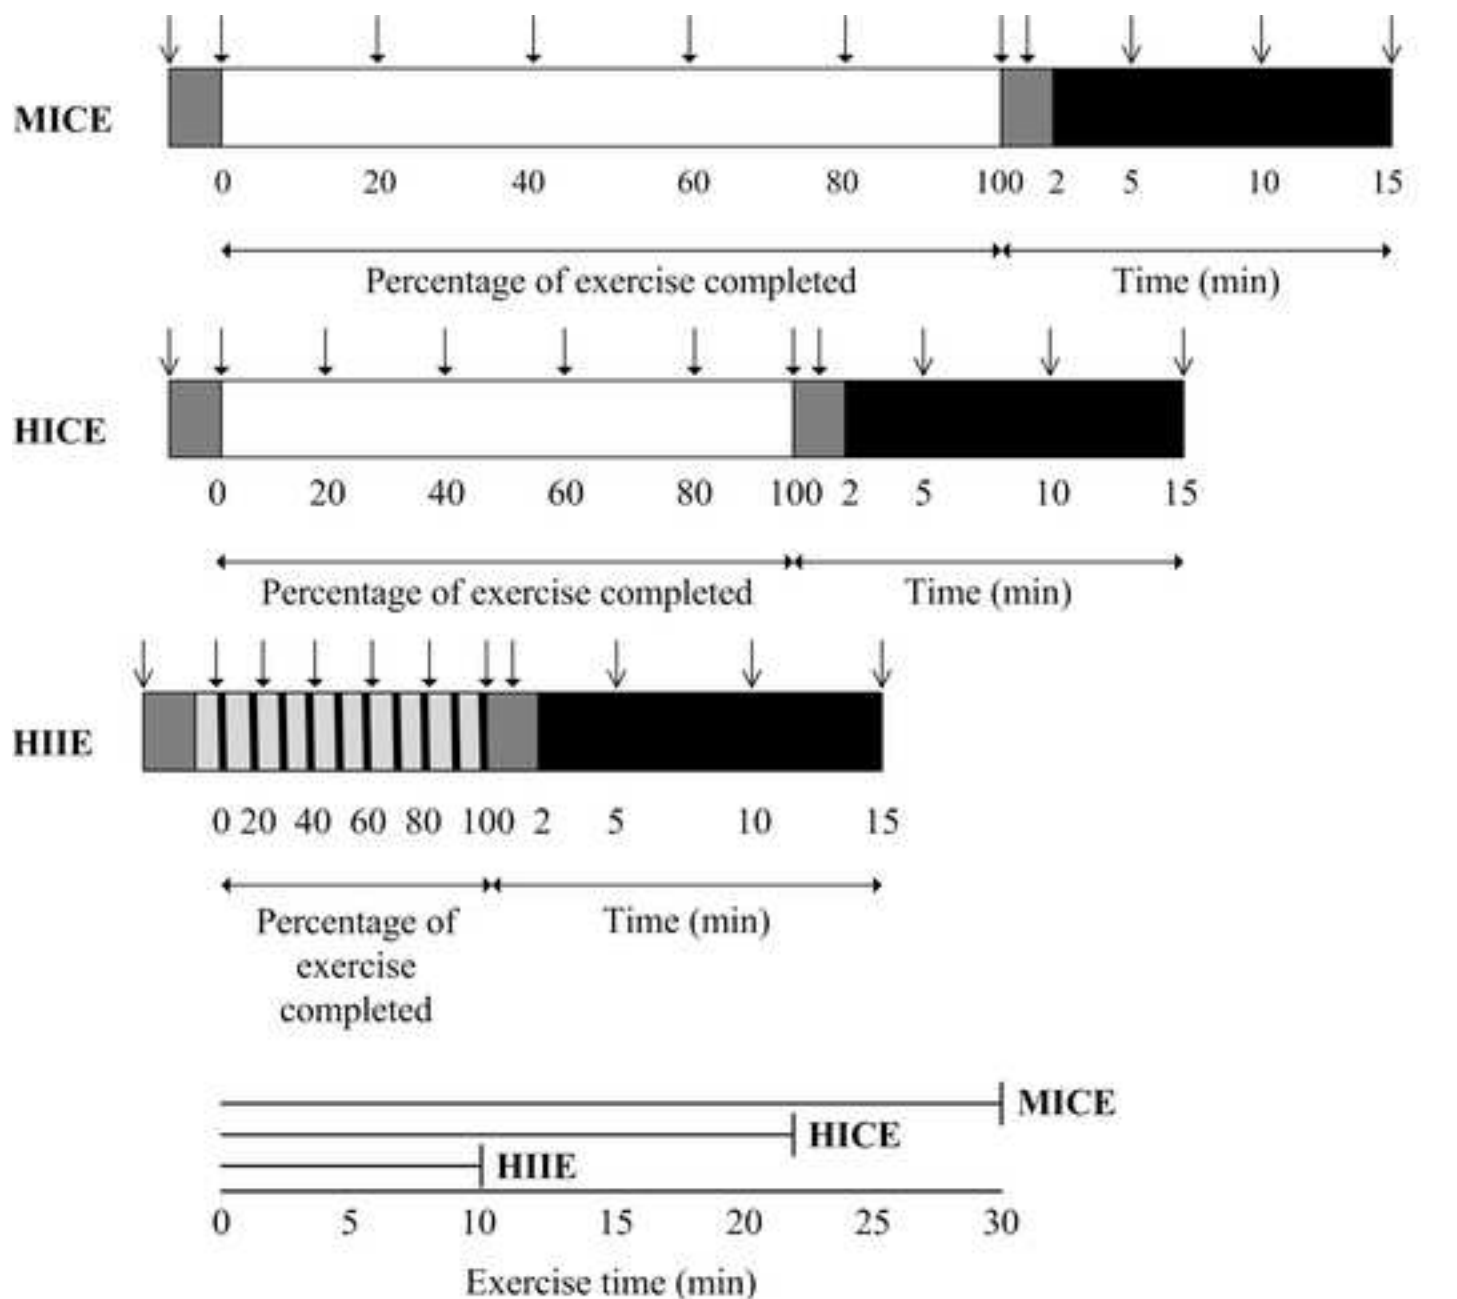 MICE
0 20 40 60 80 100 2 5 10 15
Percentage of exercise completed Time (min)
HICE
0 20 40 60 80 100 2 5 10 15
Percentage of exercise completed Time (min)
HIIE
0 20 40 60 80 100 2 5 10 15
Percentage of Time (min)
exercise
completed
MICE
HICE
HIIE
0 5 10 15 20 25 30
Exercise time (min)